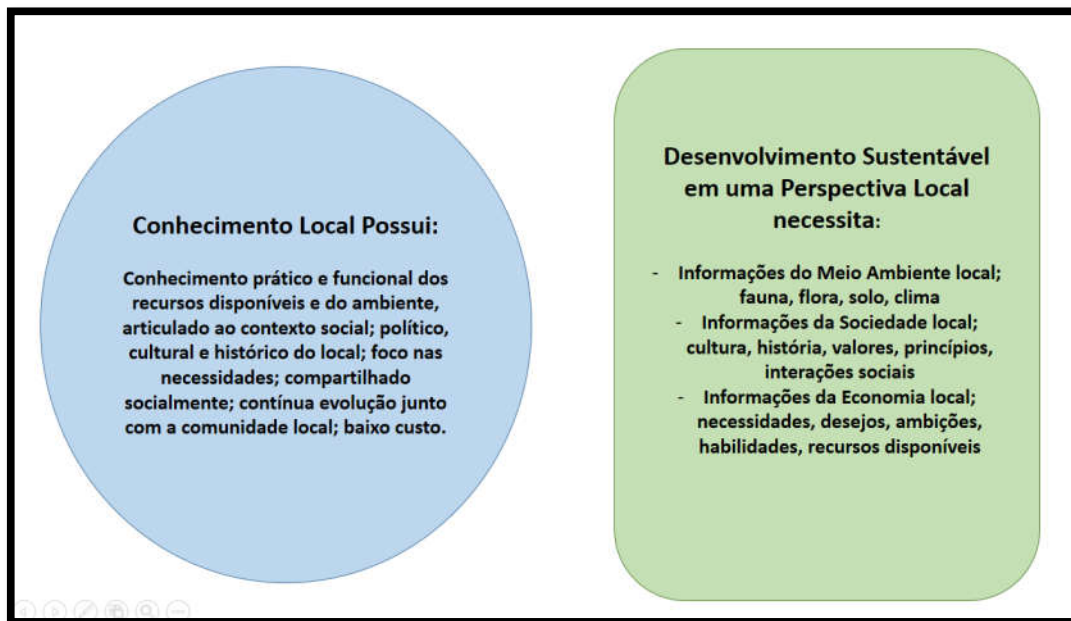 Conhecimento Local Possui:
Conhecimento prático e funcional dos
recursos disponíveis e do ambiente,
articulado ao contexto social; político,
cultural e histórico do local; foco nas
necessidades; compartilhado
socialmente; contínua evolução junto
com a comunidade local; baixo custo.
Desenvolvimento Sustentável
em uma Perspectiva Local
necessita:
- Informações do Meio Ambiente local;
fauna, flora, solo, clima
- Informações da Sociedade local;
cultura, história, valores, princípios,
interações sociais
- Informações da Economia local;
necessidades, desejos, ambições,
habilidades, recursos disponíveis